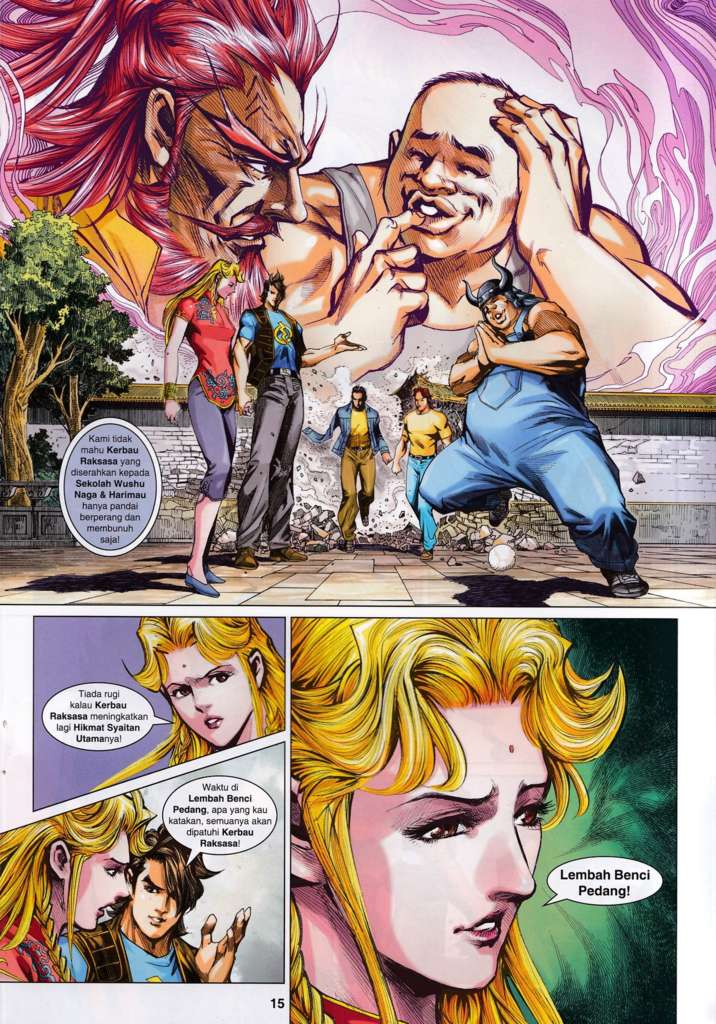 Kami tidak
mahu Kerbau
Raksasa yang
diserahkan kepada
Sekolah Wushu
Naga & Harimau
hanya pandai
berperang dan
membunuh
saja!
Tiada rugi
kalau Kerbau
Raksasa meningkatkan
lagi Hikmat Syaitan
Utamanya!
Waktu di
Lembah Benci
Pedang, apa yang kau
katakan, semuanya akan
dipatuhi Kerbau
Raksasa!
Lembah Benci
Pedang!
15